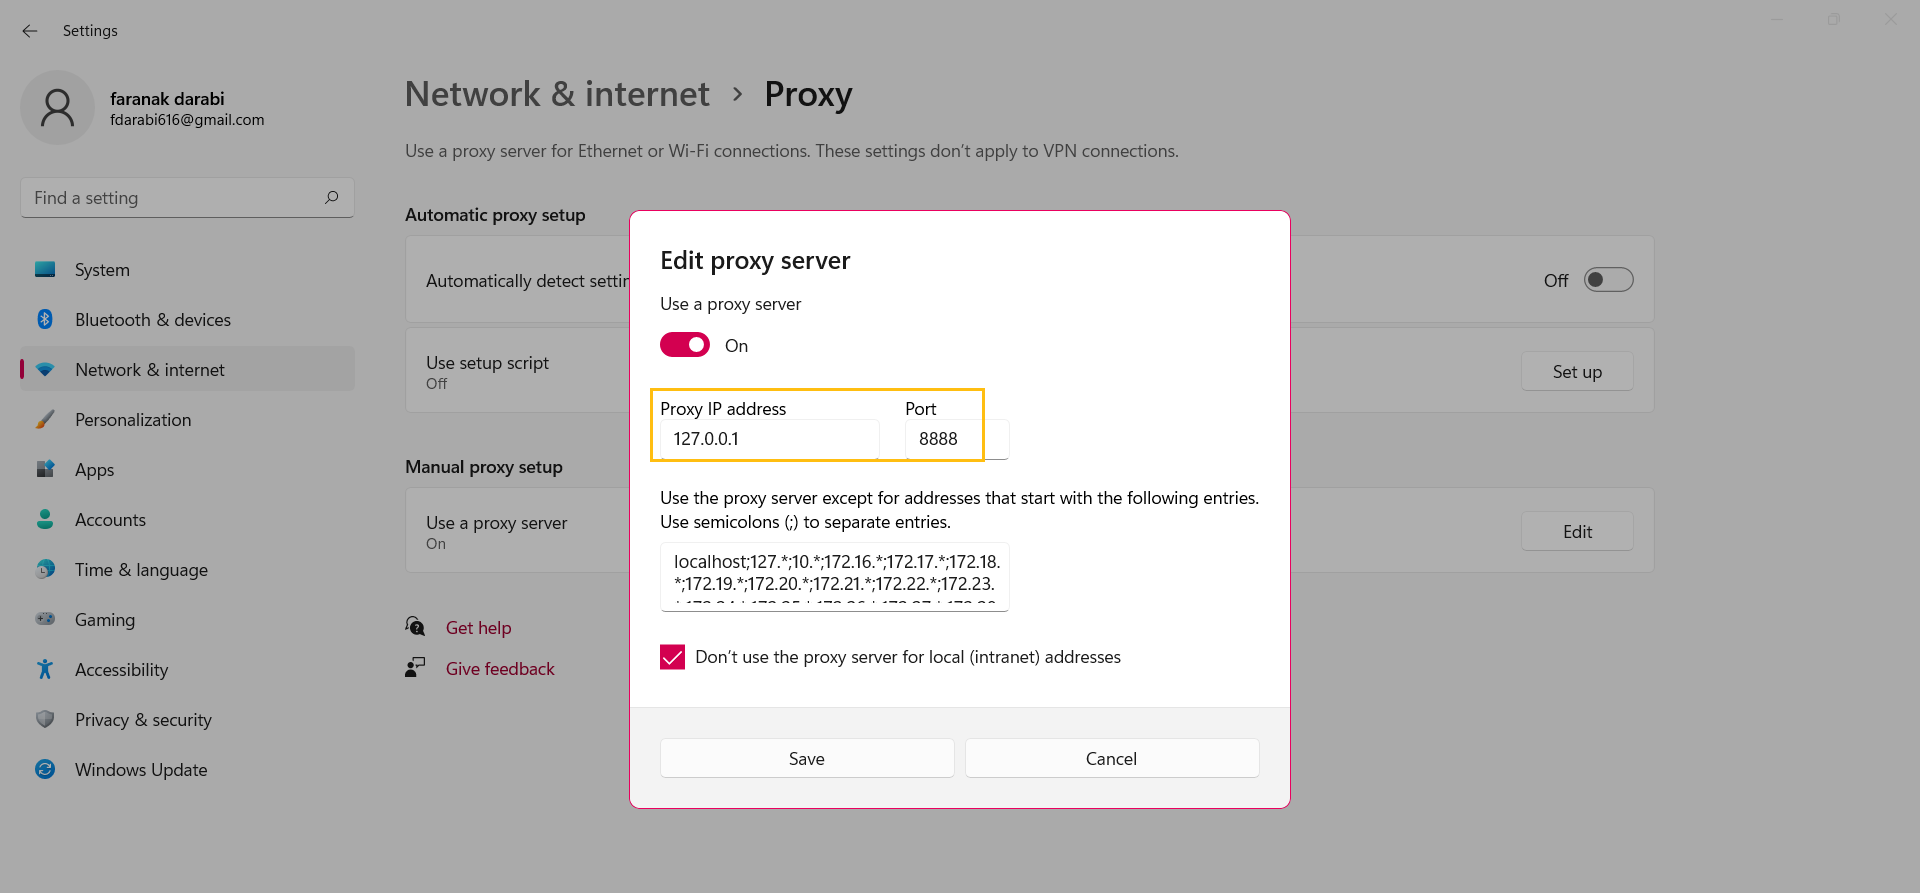 Settings
faranak darabi
fdarabi616@gmail.com
Find a setting
System
Bluetooth & devices
Network & internet
Personalization
Apps
Accounts
Time & language
Gaming
Accessibility
Privacy & security
Windows Update
Network & internet > Proxy
Use a proxy server for Ethernet or Wi-Fi connections. These settings don't apply to VPN connections.
Automatic proxy setup
Automatically detect settin
Off
Use setup script
Off
Set up
Manual proxy setup
Use a proxy server
On
Edit
Get help
Give feedback
Edit proxy server
Use a proxy server
On
Proxy IP address Port
127.0.0.1 8888
Use the proxy server except for addresses that start with the following entries.
Use semicolons (;) to separate entries.
localhost;127.*;10.*;172.16.*;172.17.*;172.18.
*;172.19.*;172.20.*;172.21.*;172.22.*;172.23.
Don't use the proxy server for local (intranet) addresses
Save Cancel